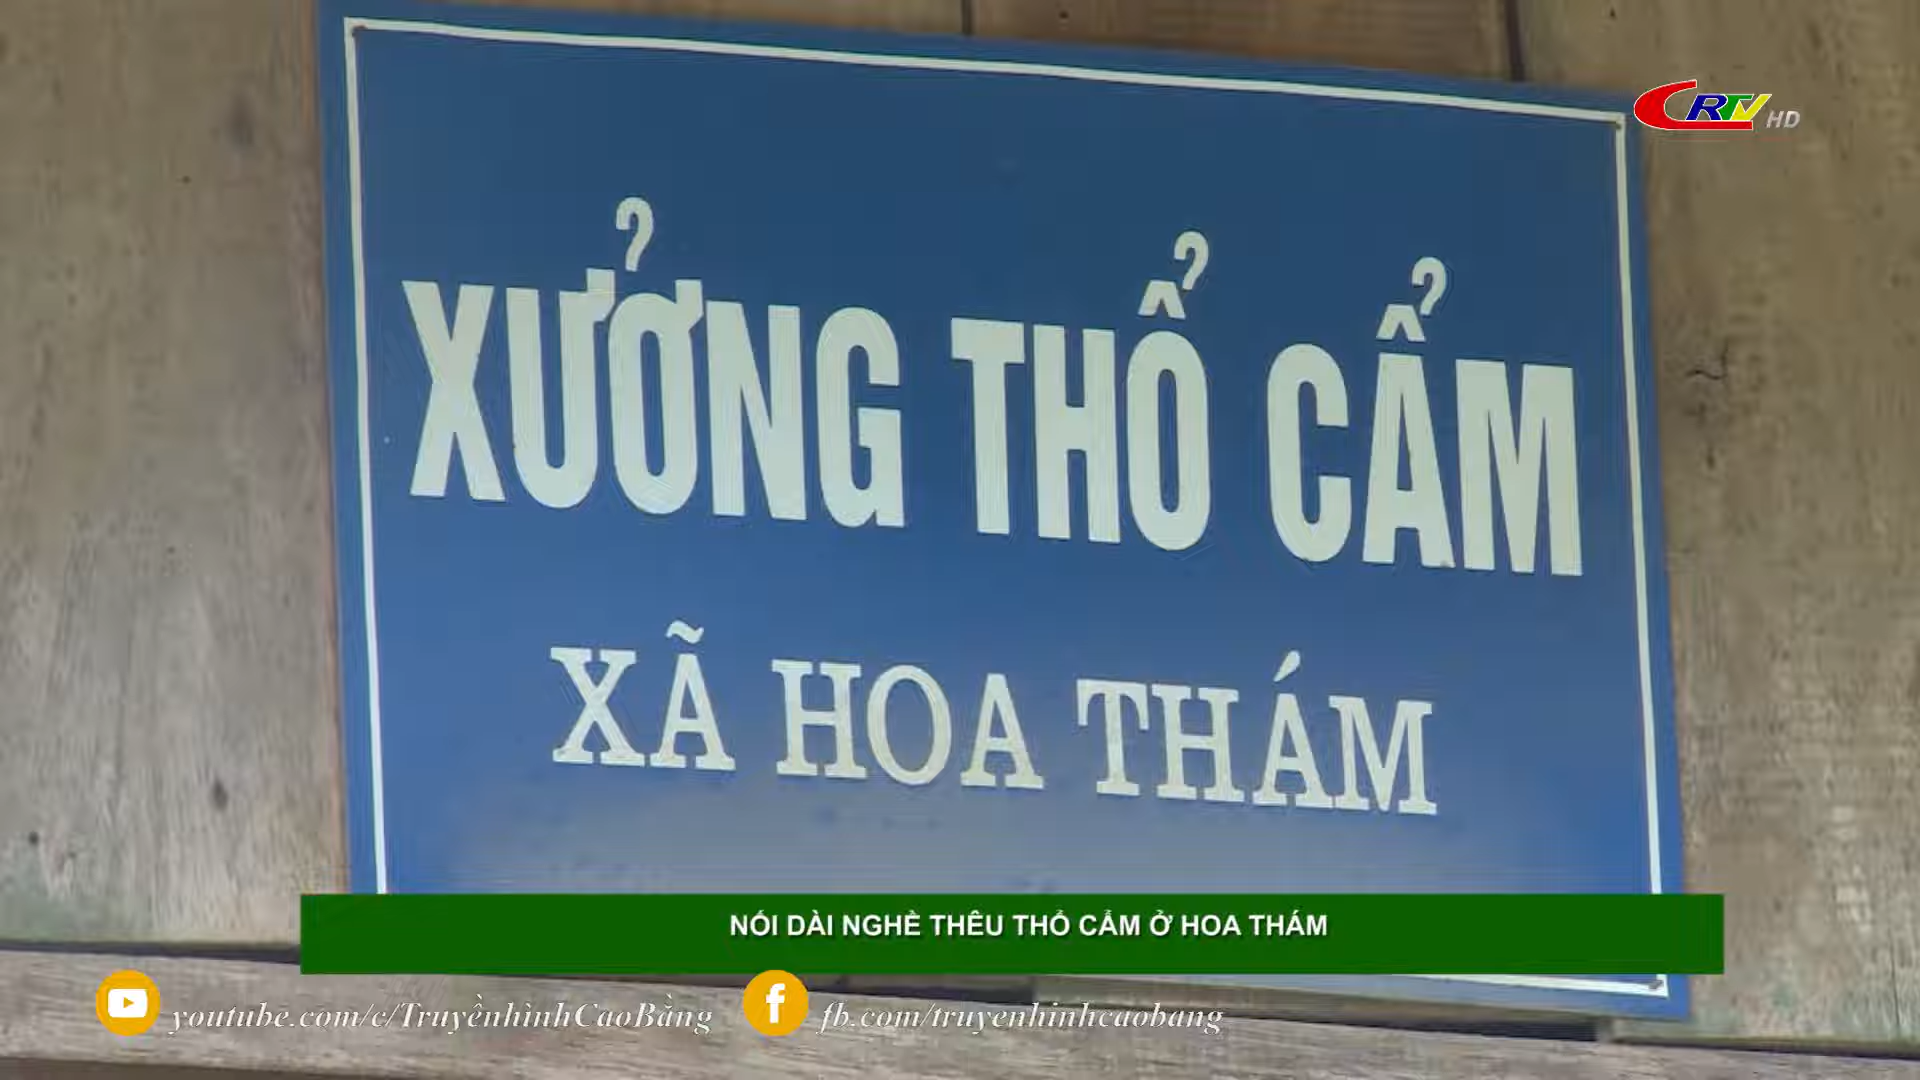 CRTV HD
XƯỞNG THỔ CẨM
XÃ HOA THÁM
NỐI DÀI NGHỀ THÊU THỔ CẨM Ở HOA THÁM
youtube.com/c/TruyềnhìnhCaoBằng
fb.com/truyenhinhcaobang